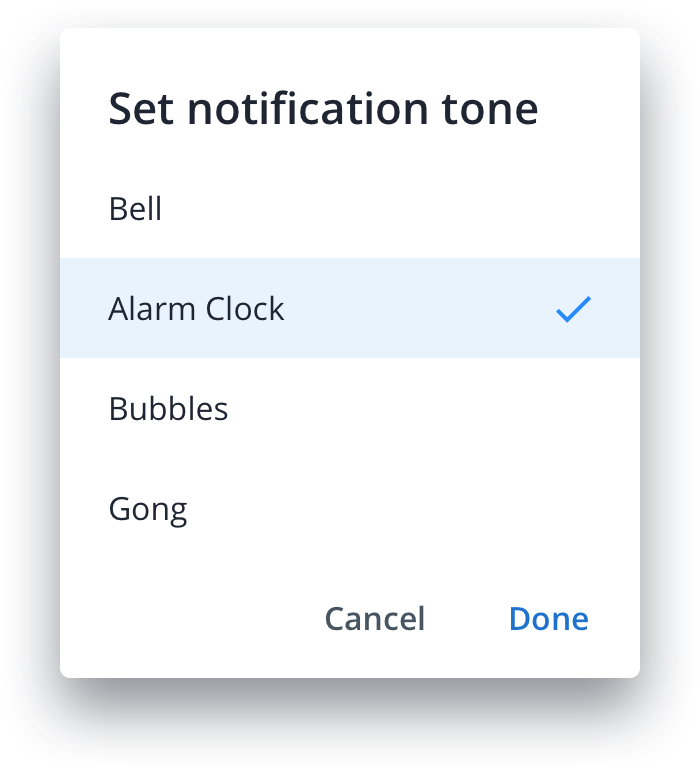 Set notification tone
Bell
Alarm Clock
Bubbles
Gong
Cancel Done